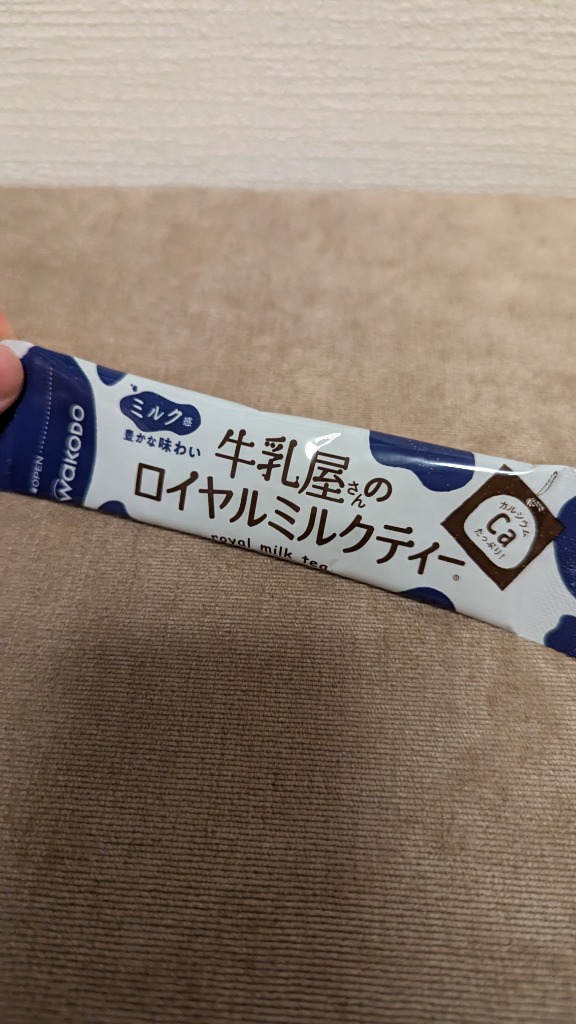 OPEN
WAKODO
ミルク感
豊かな味わい
牛乳屋さんの
ロイヤルミルクティー®
royal milk tea
カルシウム
Ca
たっぷり!